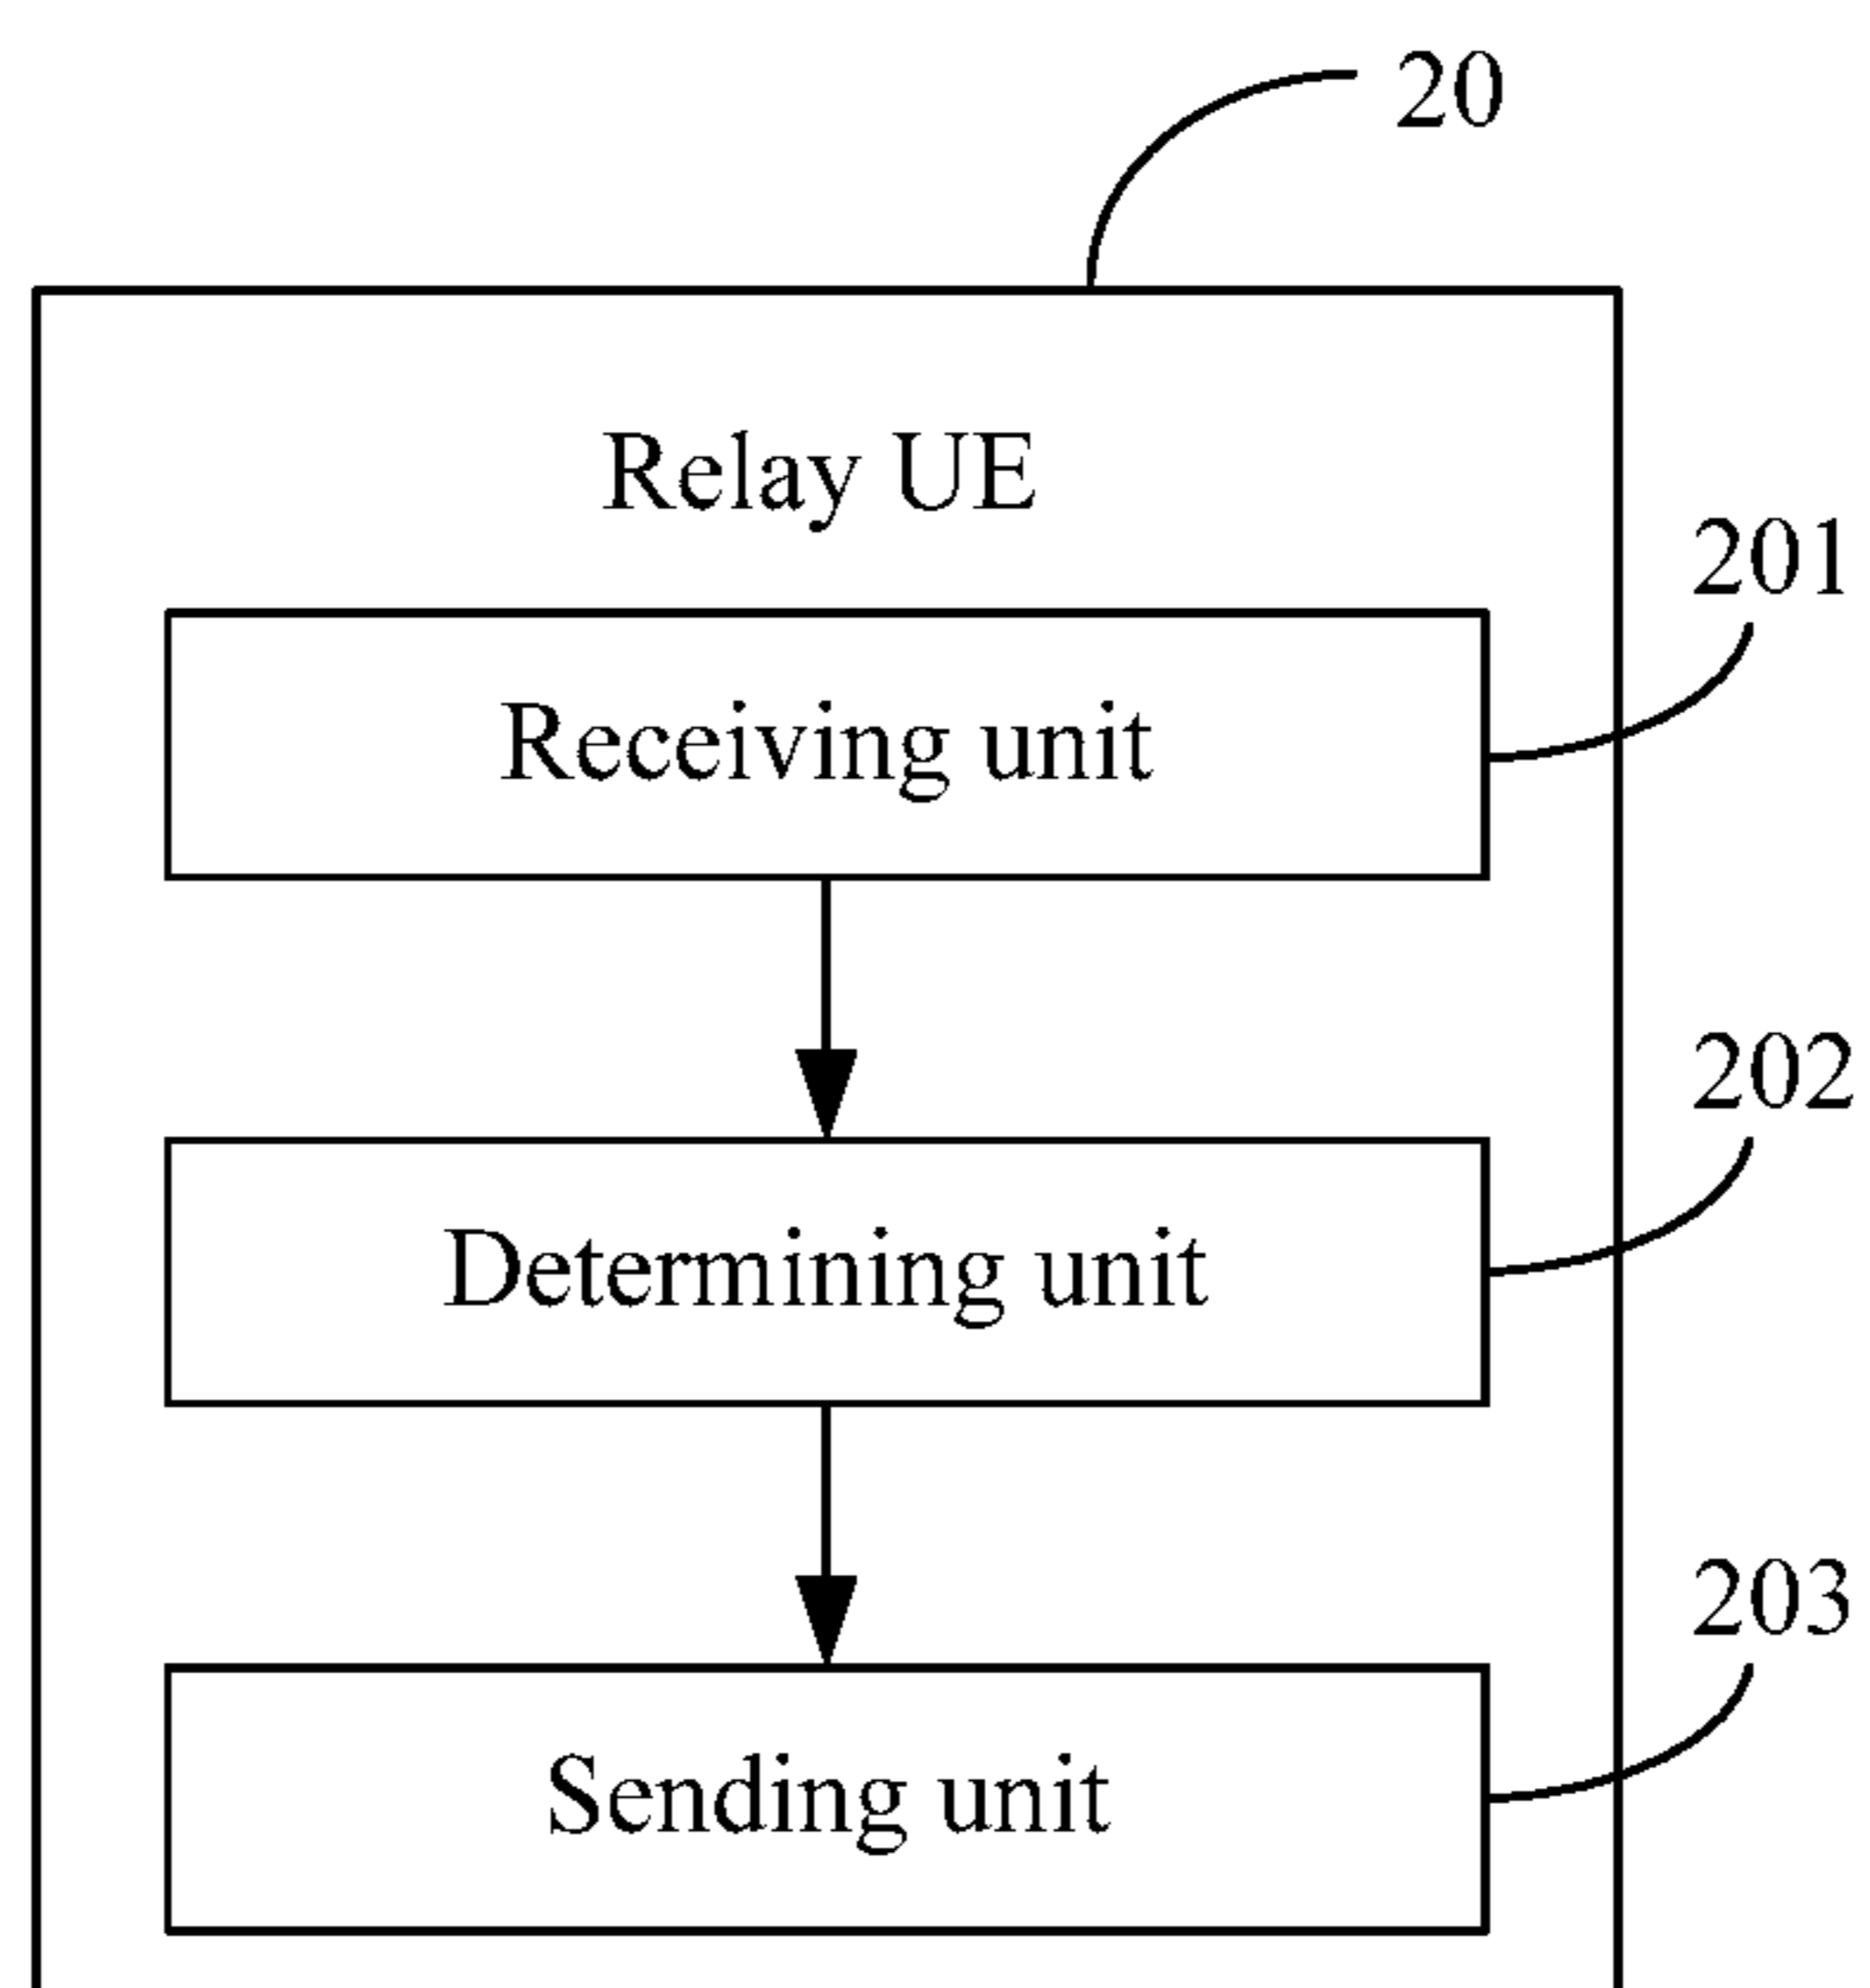 20
Relay UE
201
Receiving unit
202
Determining unit
203
Sending unit